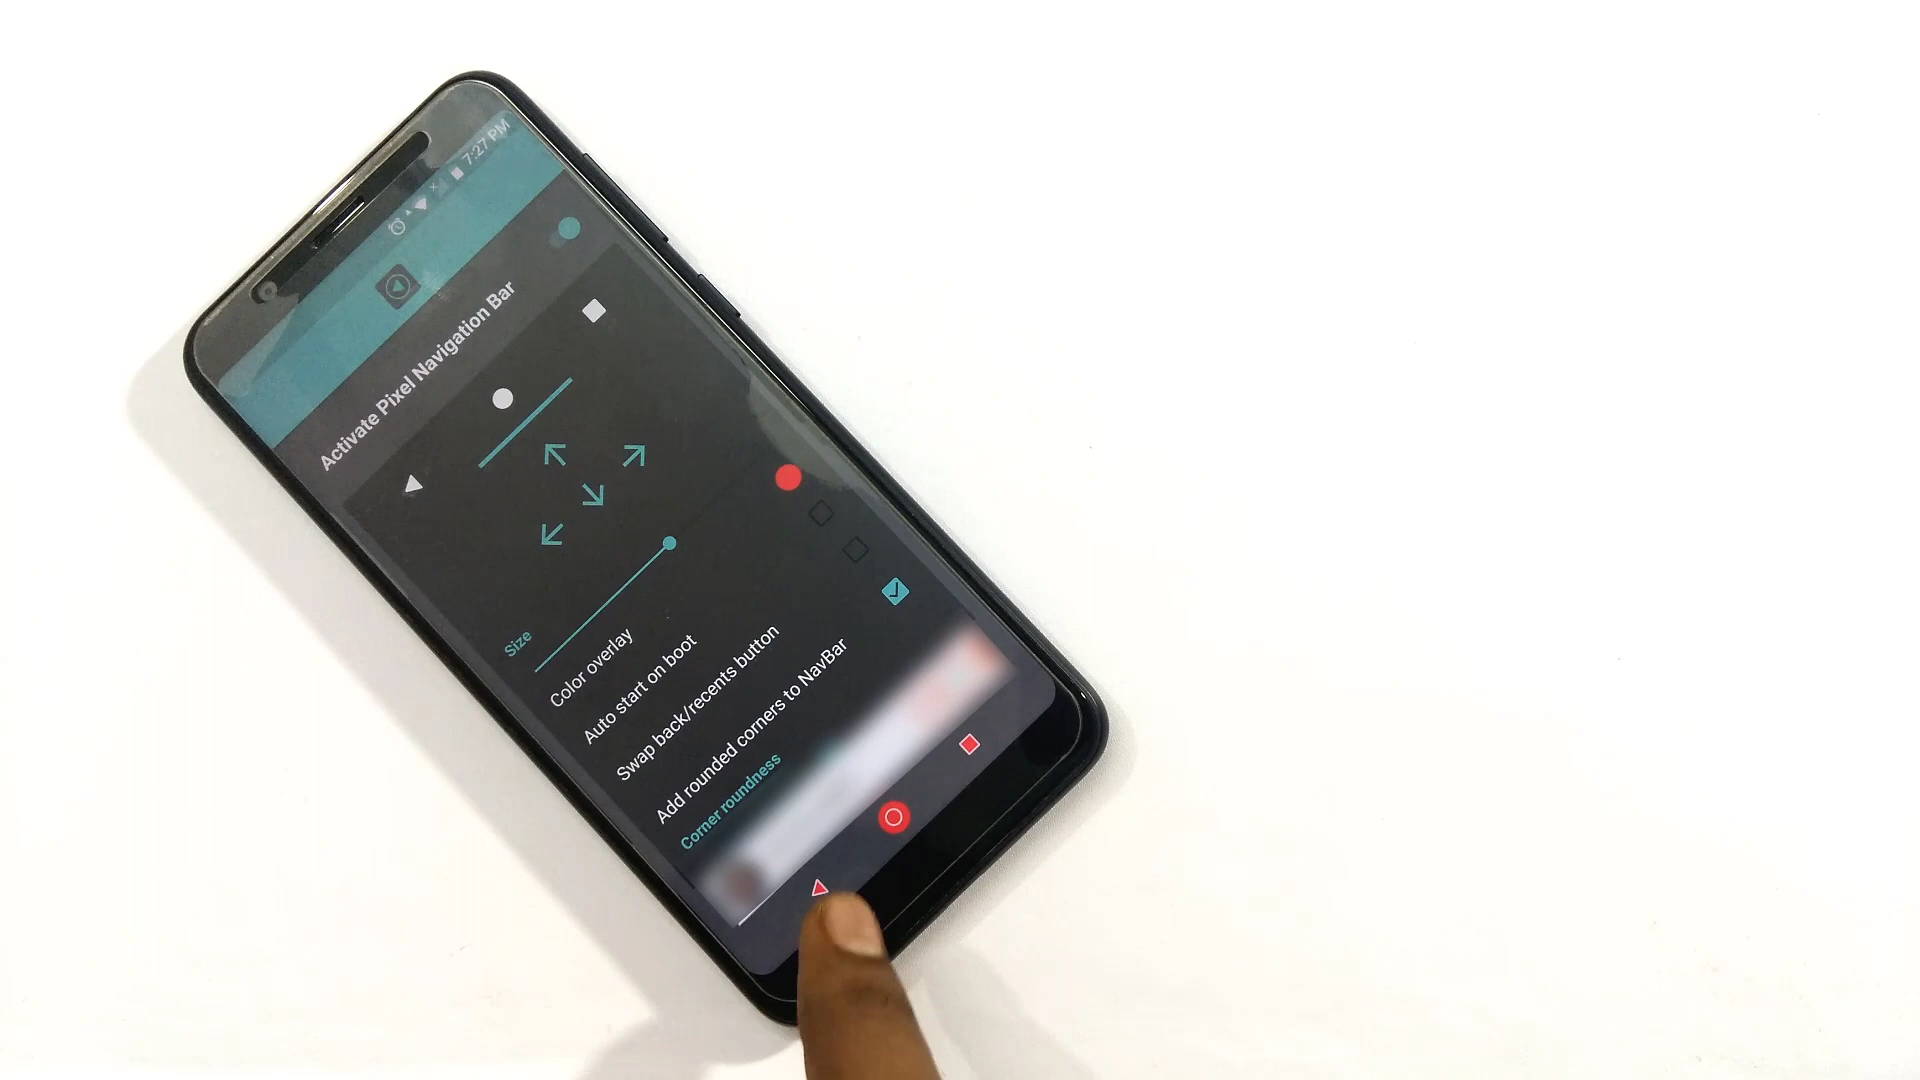 7:27 PM
Activate Pixel Navigation Bar
Size
Color overlay
Auto start on boot
Swap back/recents button
Add rounded corners to NavBar
Corner roundness